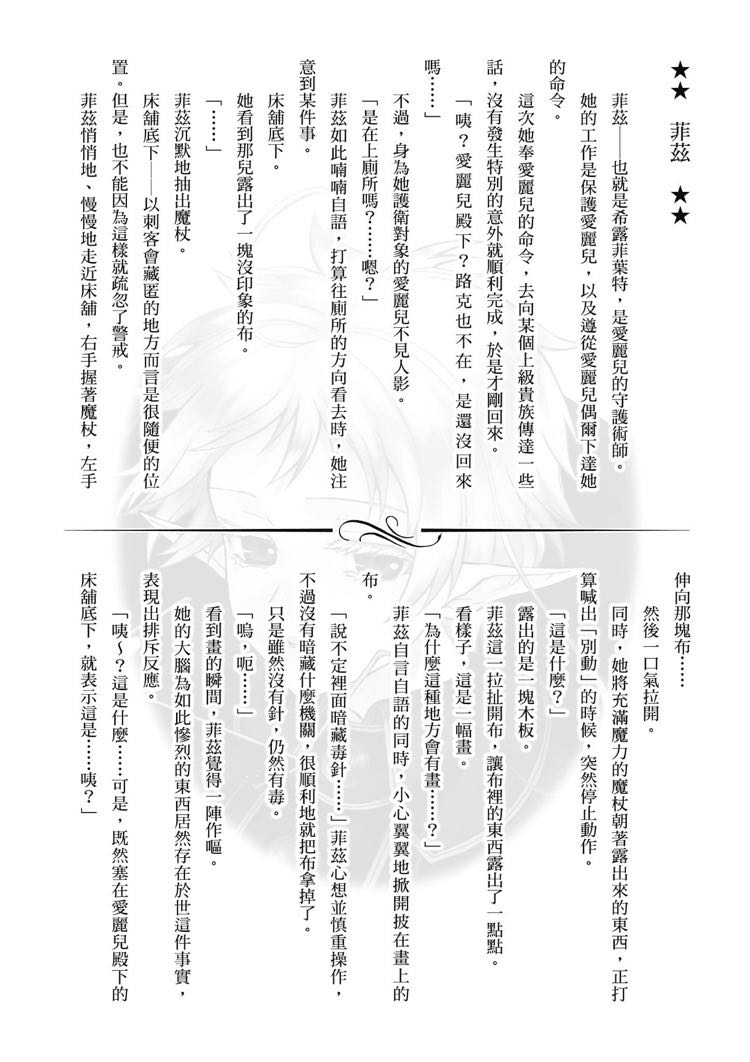 ★★　菲茲　★★
菲茲——也就是希露菲葉特，是愛麗兒的守護術師。
她的工作是保護愛麗兒，以及遵從愛麗兒偶爾下達她
的命令。
這次她奉愛麗兒的命令，去向某個上級貴族傳達一些
話，沒有發生特別的意外就順利完成，於是才剛回來。
「咦？愛麗兒殿下？路克也不在，是還沒回來
嗎……」
不過，身為她護衛對象的愛麗兒不見人影。
「是在上廁所嗎？……嗯？」
菲茲如此喃喃自語，打算往廁所的方向看去時，她注
意到某件事。
床舖底下。
她看到那兒露出了一塊沒印象的布。
「……」
菲茲沉默地抽出魔杖。
床舖底下——以刺客會藏匿的地方而言是很隨便的位
置。但是，也不能因為這樣就疏忽了警戒。
菲茲悄悄地、慢慢地走近床舖，右手握著魔杖，左手
伸向那塊布……
然後一口氣拉開。
同時，她將充滿魔力的魔杖朝著露出來的東西，正打
算喊出「別動」的時候，突然停止動作。
「這是什麼？」
露出的是一塊木板。
菲茲這一拉扯開布，讓布裡的東西露出了一點點。
看樣子，這是一幅畫。
「為什麼這種地方會有畫……？」
菲茲自言自語的同時，小心翼翼地掀開披在畫上的
布。
「說不定裡面暗藏毒針……」菲茲心想並慎重操作，
不過沒有暗藏什麼機關，很順利地就把布拿掉了。
只是雖然沒有針，仍然有毒。
「嗚，呃……」
看到畫的瞬間，菲茲覺得一陣作嘔。
她的大腦為如此慘烈的東西居然存在於世這件事實，
表現出排斥反應。
「咦～？這是什麼……可是，既然塞在愛麗兒殿下的
床舖底下，就表示這是……咦？」